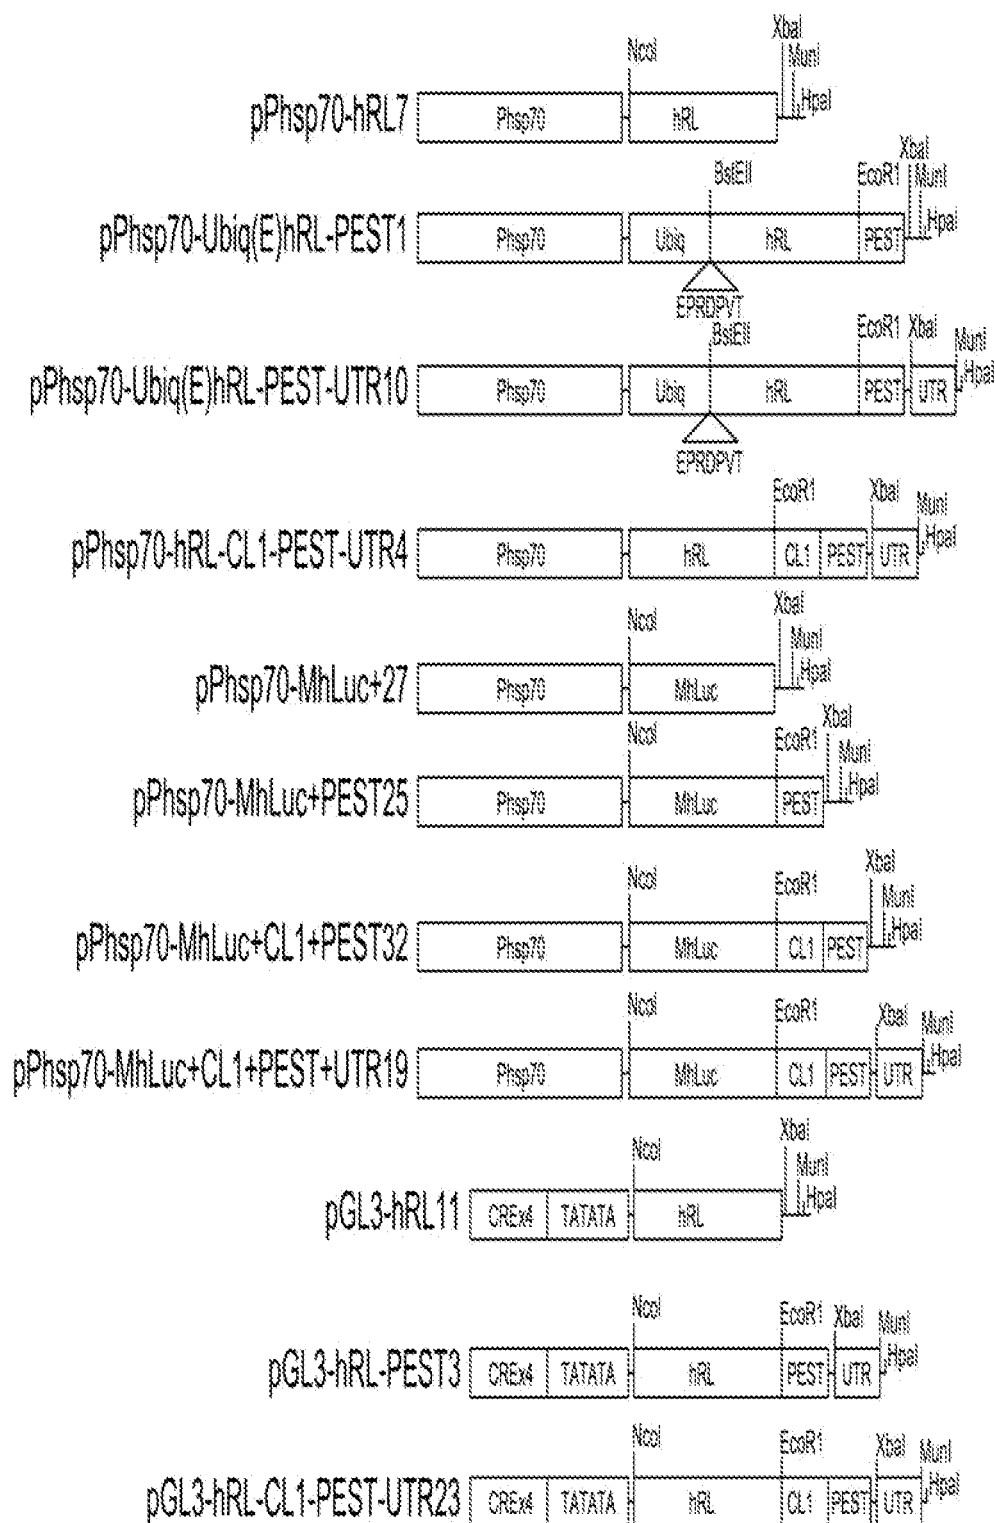 XbaI
NcoI MunI
pPhsp70-hRL7 Phsp70 hRL HpaI
XbaI
BstEII EcoR1 MunI
pPhsp70-Ubiq(E)hRL-PEST1 Phsp70 Ubiq hRL PEST HpaI
EPRDPVT
BstEII EcoR1 XbaI MunI
pPhsp70-Ubiq(E)hRL-PEST-UTR10 Phsp70 Ubiq hRL PEST UTR HpaI
EPRDPVT
EcoR1 XbaI MunI
pPhsp70-hRL-CL1-PEST-UTR4 Phsp70 hRL CL1 PEST UTR HpaI
NcoI XbaI
MunI
pPhsp70-MhLuc+27 Phsp70 MhLuc HpaI
NcoI EcoR1 XbaI
MunI
pPhsp70-MhLuc+PEST25 Phsp70 MhLuc PEST HpaI
NcoI EcoR1 XbaI
MunI
pPhsp70-MhLuc+CL1+PEST32 Phsp70 MhLuc CL1 PEST HpaI
NcoI EcoR1 XbaI MunI
pPhsp70-MhLuc+CL1+PEST+UTR19 Phsp70 MhLuc CL1 PEST UTR HpaI
XbaI
NcoI MunI
pGL3-hRL11 CREx4 TATATA hRL HpaI
NcoI EcoR1 XbaI MunI
pGL3-hRL-PEST3 CREx4 TATATA hRL PEST UTR HpaI
NcoI EcoR1 XbaI MunI
pGL3-hRL-CL1-PEST-UTR23 CREx4 TATATA hRL CL1 PEST UTR HpaI